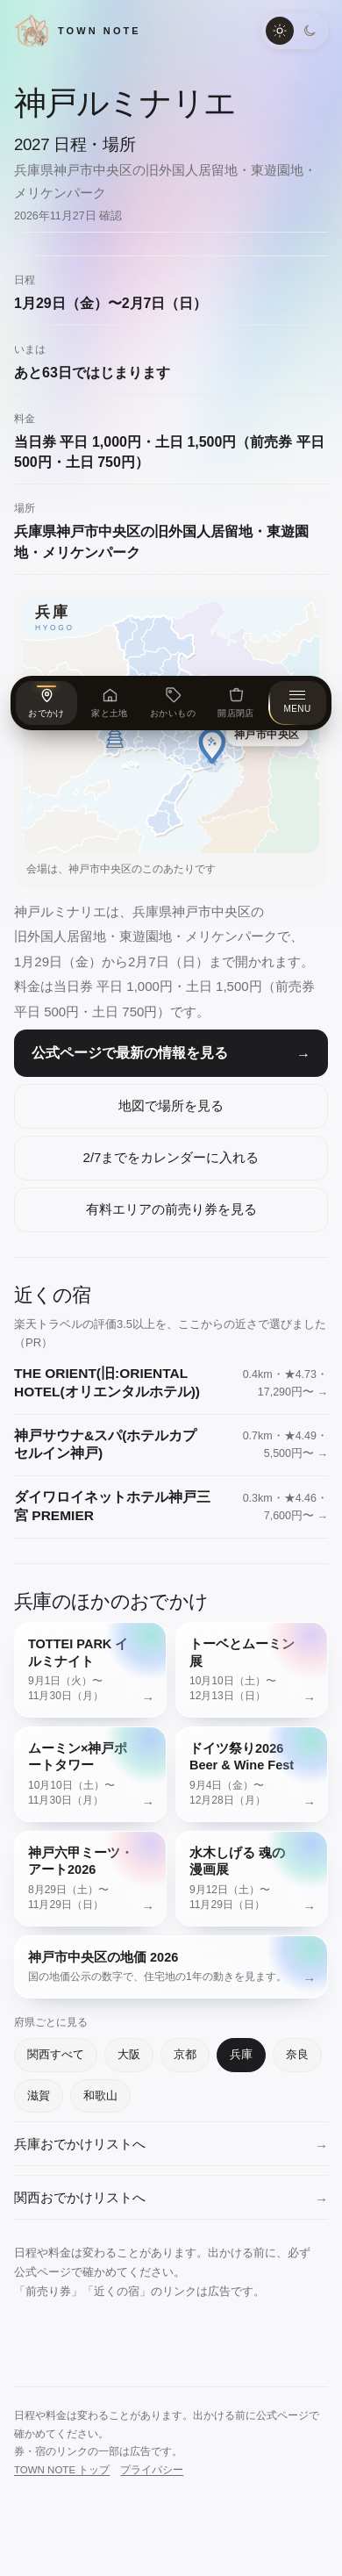 TOWN NOTE
神戸ルミナリエ
2027 日程・場所
兵庫県神戸市中央区の旧外国人居留地・東遊園地・
メリケンパーク
2026年11月27日 確認
日程
1月29日（金）〜2月7日（日）
いまは
あと63日ではじまります
料金
当日券 平日 1,000円・土日 1,500円（前売券 平日
500円・土日 750円）
場所
兵庫県神戸市中央区の旧外国人居留地・東遊園
地・メリケンパーク
兵庫
HYOGO
おでかけ
家と土地
おかいもの
開店閉店
MENU
神戸市中央区
会場は、神戸市中央区のこのあたりです
神戸ルミナリエは、兵庫県神戸市中央区の
旧外国人居留地・東遊園地・メリケンパークで、
1月29日（金）から2月7日（日）まで開かれます。
料金は当日券 平日 1,000円・土日 1,500円（前売券
平日 500円・土日 750円）です。
公式ページで最新の情報を見る →
地図で場所を見る
2/7までをカレンダーに入れる
有料エリアの前売り券を見る
近くの宿
楽天トラベルの評価3.5以上を、ここからの近さで選びました
（PR）
THE ORIENT(旧:ORIENTAL
HOTEL(オリエンタルホテル))
0.4km・★4.73・
17,290円〜 →
神戸サウナ&スパ(ホテルカプ
セルイン神戸)
0.7km・★4.49・
5,500円〜 →
ダイワロイネットホテル神戸三
宮 PREMIER
0.3km・★4.46・
7,600円〜 →
兵庫のほかのおでかけ
TOTTEI PARK イ
ルミナイト
9月1日（火）〜
11月30日（月） →
トーベとムーミン
展
10月10日（土）〜
12月13日（日） →
ムーミン×神戸ポ
ートタワー
10月10日（土）〜
11月30日（月） →
ドイツ祭り2026
Beer & Wine Fest
9月4日（金）〜
12月28日（月） →
神戸六甲ミーツ・
アート2026
8月29日（土）〜
11月29日（日） →
水木しげる 魂の
漫画展
9月12日（土）〜
11月29日（日） →
神戸市中央区の地価 2026
国の地価公示の数字で、住宅地の1年の動きを見ます。 →
府県ごとに見る
関西すべて
大阪
京都
兵庫
奈良
滋賀
和歌山
兵庫おでかけリストへ →
関西おでかけリストへ →
日程や料金は変わることがあります。出かける前に、必ず
公式ページで確かめてください。
「前売り券」「近くの宿」のリンクは広告です。
日程や料金は変わることがあります。出かける前に公式ページで
確かめてください。
券・宿のリンクの一部は広告です。
TOWN NOTE トップ プライバシー